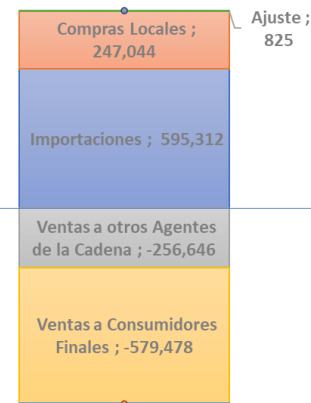 Compras Locales ;
247,044
Ajuste ;
825
Importaciones ; 595,312
Ventas a otros Agentes
de la Cadena ; -256,646
Ventas a Consumidores
Finales ; -579,478